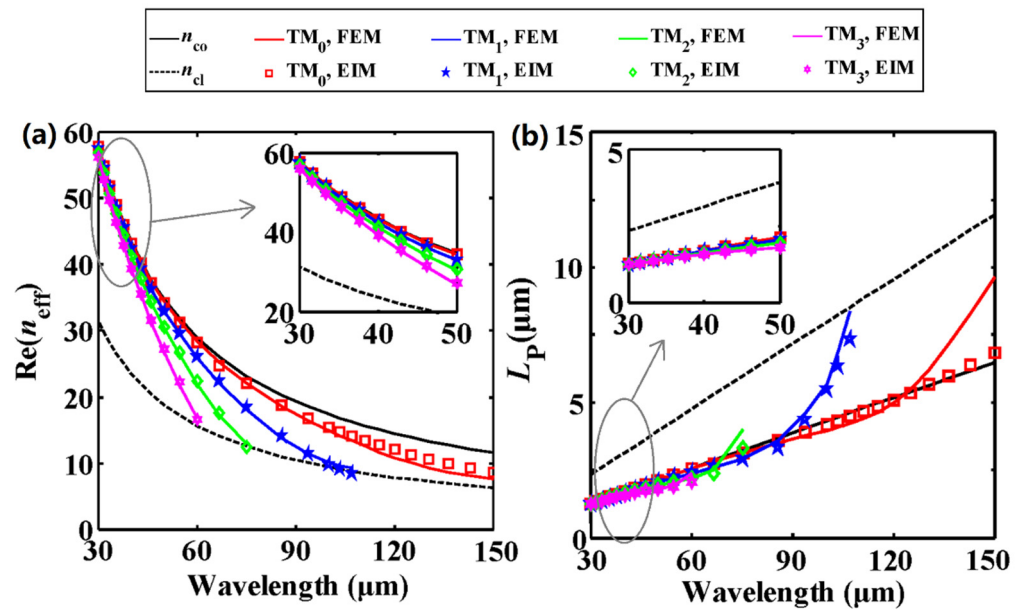 n_co TM_0, FEM TM_1, FEM TM_2, FEM TM_3, FEM
n_cl TM_0, EIM TM_1, EIM TM_2, EIM TM_3, EIM
(a)
Re(n_eff)
60
50
40
30
20
10
0
30 60 90 120 150
Wavelength (μm)
60
40
20
30 40 50
(b)
L_P(μm)
15
10
5
0
30 60 90 120 150
Wavelength (μm)
5
0
30 40 50